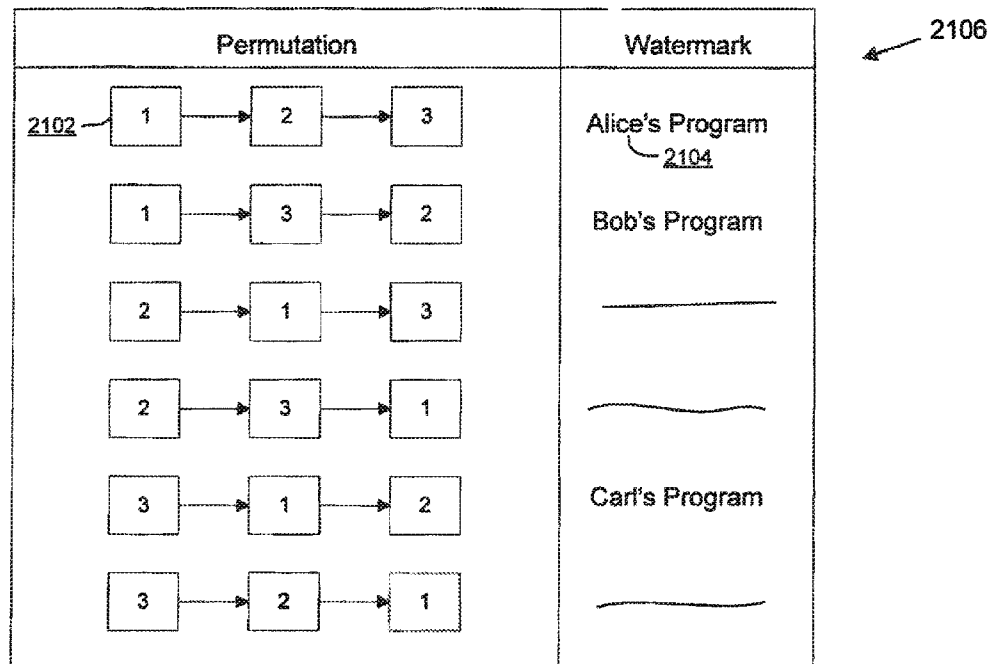 2106
Permutation Watermark
2102 1 2 3 Alice's Program
2104
1 3 2 Bob's Program
2 1 3
2 3 1
3 1 2 Carl's Program
3 2 1